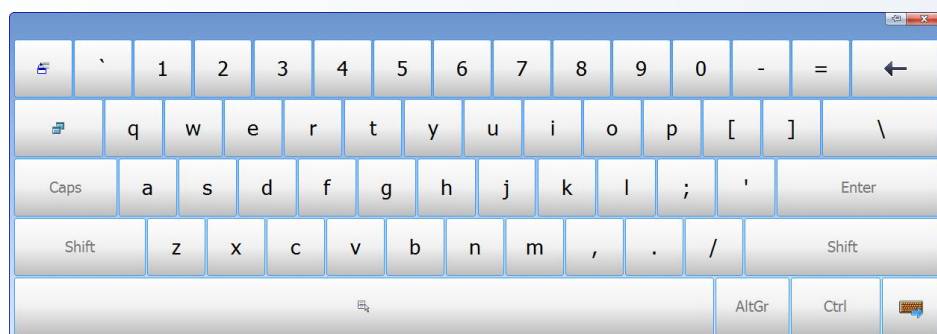 ` 1 2 3 4 5 6 7 8 9 0 - =
q w e r t y u i o p [ ] \
Caps a s d f g h j k l ; ' Enter
Shift z x c v b n m , . / Shift
AltGr Ctrl